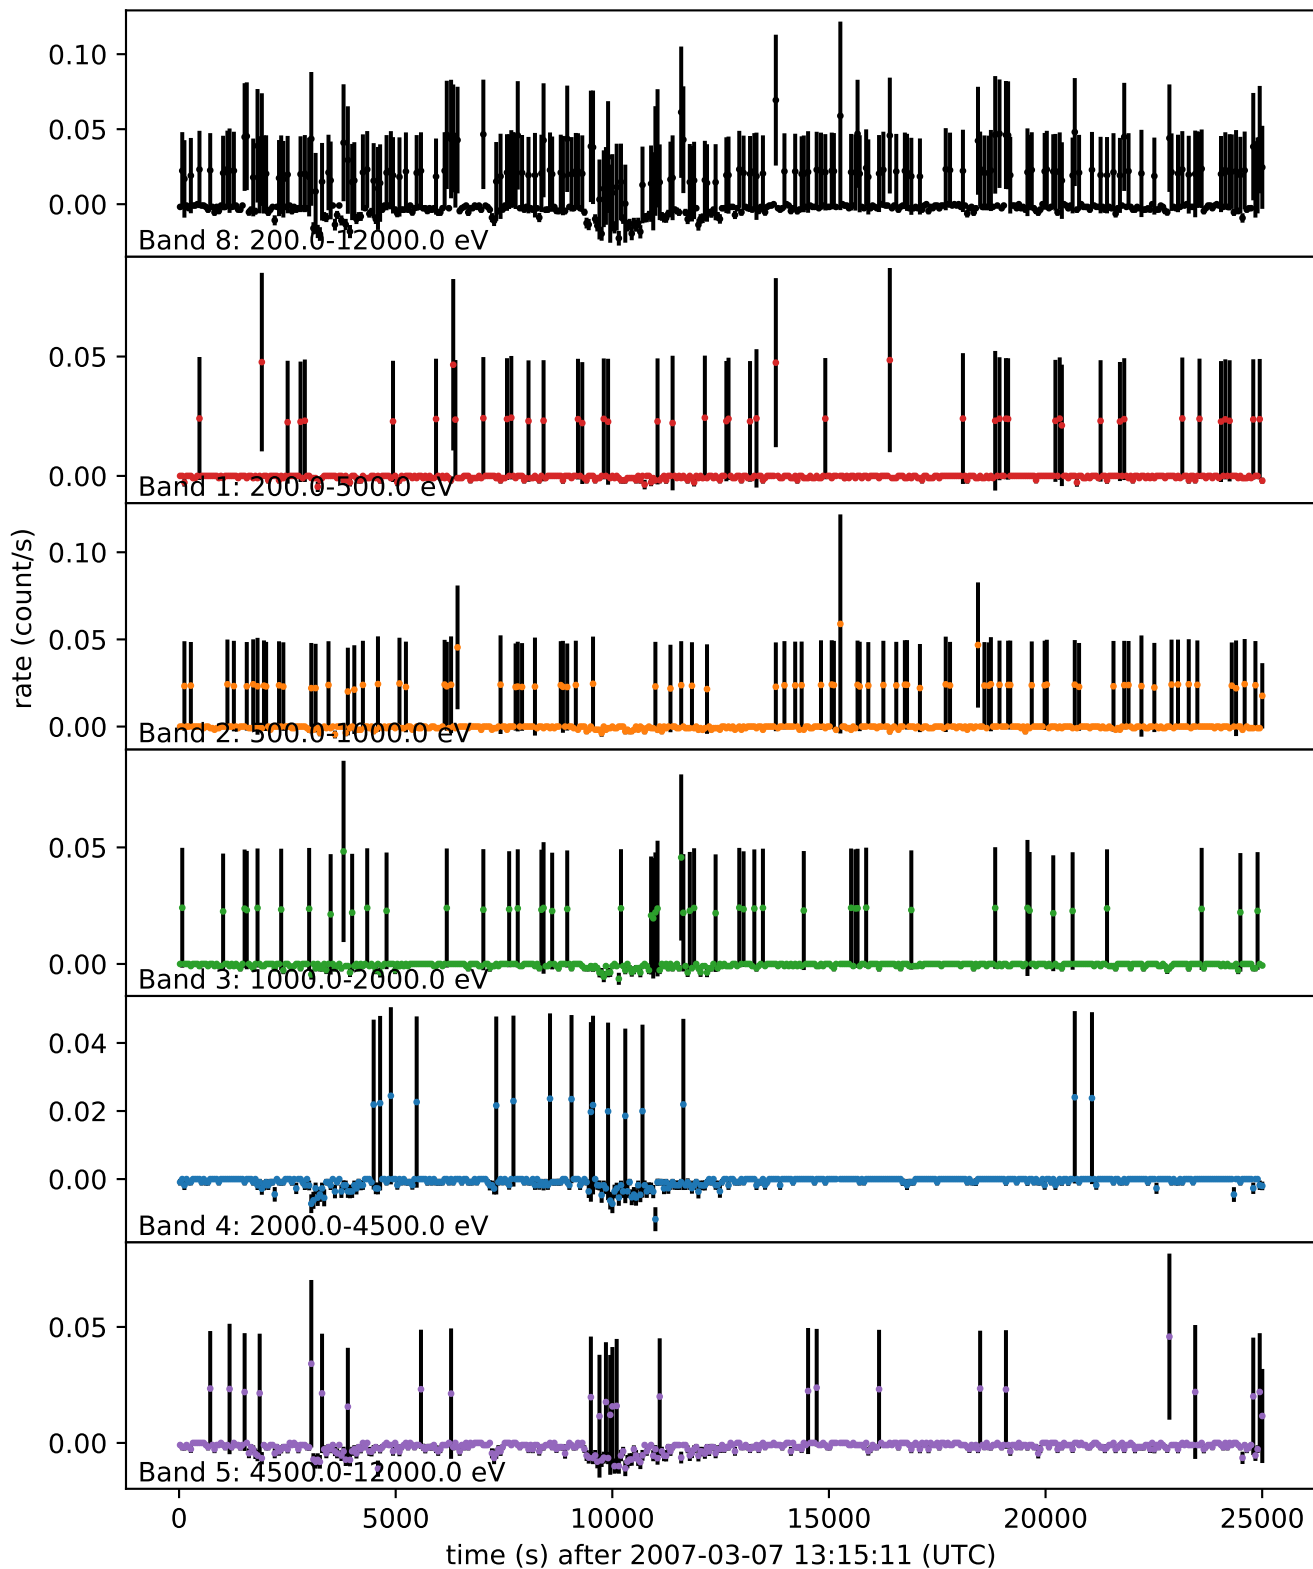 0.10
0.05
0.00
Band 8: 200.0-12000.0 eV
0.05
0.00
Band 1: 200.0-500.0 eV
rate (count/s)
0.10
0.05
0.00
Band 2: 500.0-1000.0 eV
0.05
0.00
Band 3: 1000.0-2000.0 eV
0.04
0.02
0.00
Band 4: 2000.0-4500.0 eV
0.05
0.00
Band 5: 4500.0-12000.0 eV
0 5000 10000 15000 20000 25000
time (s) after 2007-03-07 13:15:11 (UTC)